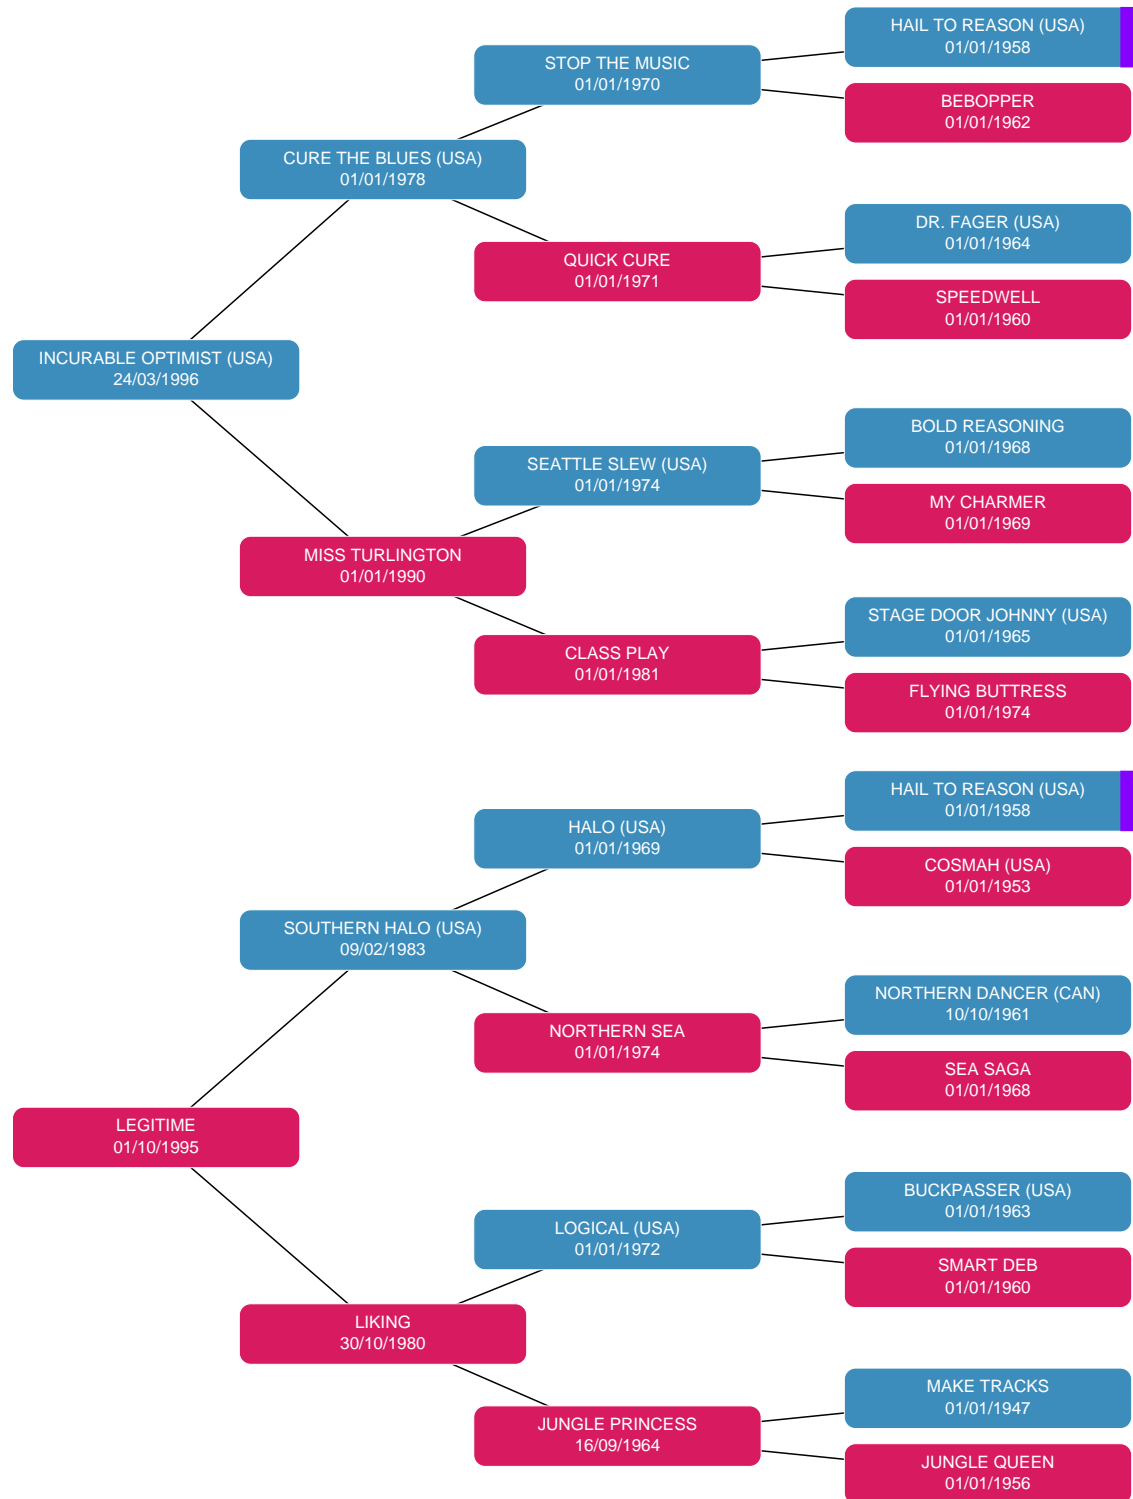 HAIL TO REASON (USA)
01/01/1958
STOP THE MUSIC
01/01/1970
BEBOPPER
01/01/1962
CURE THE BLUES (USA)
01/01/1978
DR. FAGER (USA)
01/01/1964
QUICK CURE
01/01/1971
SPEEDWELL
01/01/1960
INCURABLE OPTIMIST (USA)
24/03/1996
BOLD REASONING
01/01/1968
SEATTLE SLEW (USA)
01/01/1974
MY CHARMER
01/01/1969
MISS TURLINGTON
01/01/1990
STAGE DOOR JOHNNY (USA)
01/01/1965
CLASS PLAY
01/01/1981
FLYING BUTTRESS
01/01/1974
HAIL TO REASON (USA)
01/01/1958
HALO (USA)
01/01/1969
COSMAH (USA)
01/01/1953
SOUTHERN HALO (USA)
09/02/1983
NORTHERN DANCER (CAN)
10/10/1961
NORTHERN SEA
01/01/1974
SEA SAGA
01/01/1968
LEGITIME
01/10/1995
BUCKPASSER (USA)
01/01/1963
LOGICAL (USA)
01/01/1972
SMART DEB
01/01/1960
LIKING
30/10/1980
MAKE TRACKS
01/01/1947
JUNGLE PRINCESS
16/09/1964
JUNGLE QUEEN
01/01/1956